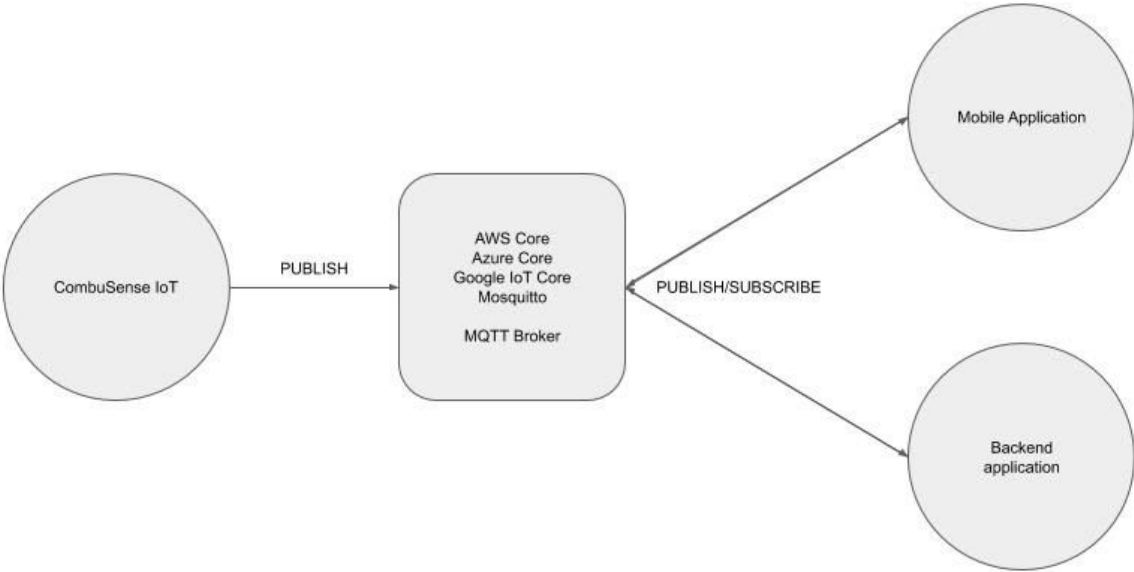 CombuSense IoT
PUBLISH
AWS Core
Azure Core
Google IoT Core
Mosquitto
MQTT Broker
PUBLISH/SUBSCRIBE
Mobile Application
Backend
application